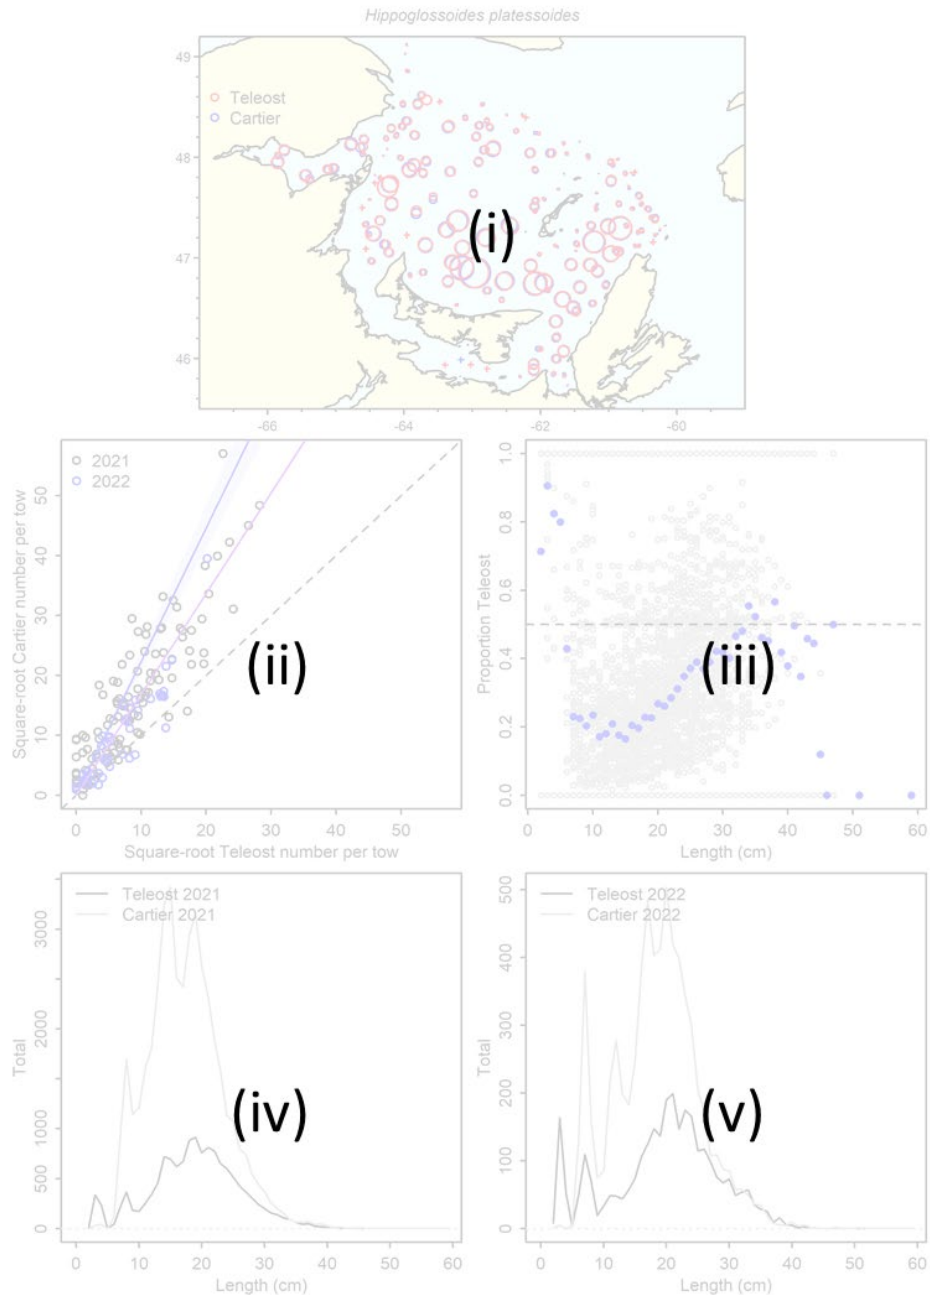 Hippoglossoides platessoides
49
48
47
46
Teleost
Cartier
(i)
-66 -64 -62 -60
2021
2022
Square-root Cartier number per tow
0 10 20 30 40 50
(ii)
0 10 20 30 40 50
Square-root Teleost number per tow
Proportion Teleost
0.0 0.2 0.4 0.6 0.8 1.0
(iii)
0 10 20 30 40 50 60
Length (cm)
Teleost 2021
Cartier 2021
Total
0 500 1000 2000 3000
(iv)
0 10 20 30 40 50 60
Length (cm)
Teleost 2022
Cartier 2022
Total
0 100 200 300 400 500
(v)
0 10 20 30 40 50 60
Length (cm)